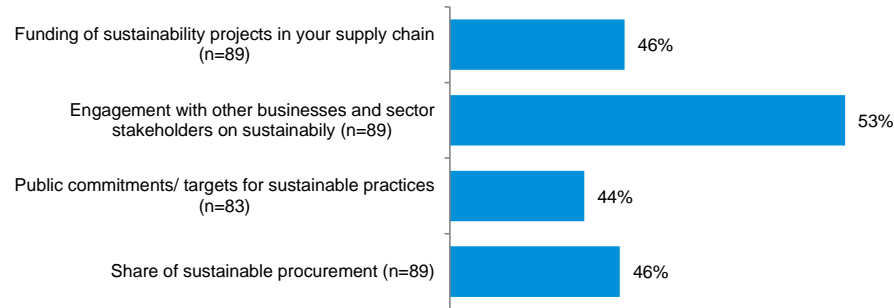 Funding of sustainability projects in your supply chain
(n=89)
46%
Engagement with other businesses and sector
stakeholders on sustainabily (n=89)
53%
Public commitments/ targets for sustainable practices
(n=83)
44%
Share of sustainable procurement (n=89)
46%